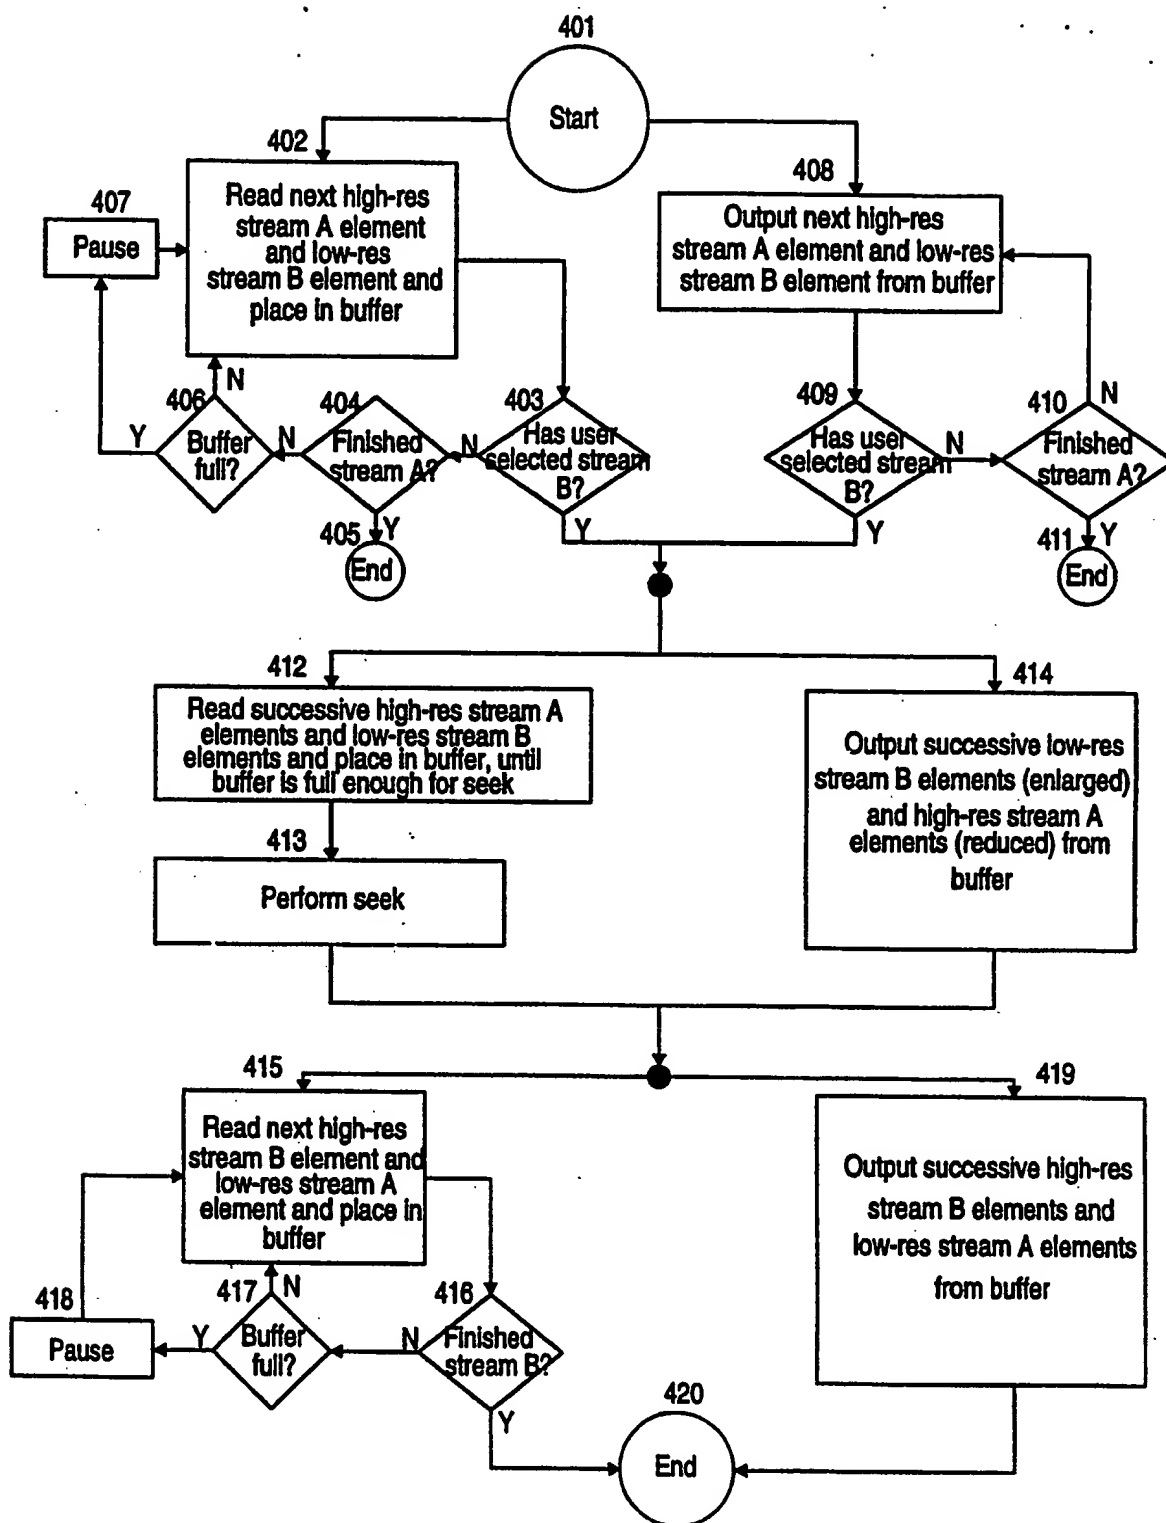 401
Start
402
Read next high-res
stream A element
and low-res
stream B element and
place in buffer
407
Pause
408
Output next high-res
stream A element and low-res
stream B element from buffer
406
N
Buffer
full?
Y
404
N
Finished
stream A?
Y
405
End
403
N
Has user
selected stream
B?
Y
409
Has user
selected stream
B?
N
Y
410
N
Finished
stream A?
Y
411
End
412
Read successive high-res stream A
elements and low-res stream B
elements and place in buffer, until
buffer is full enough for seek
413
Perform seek
414
Output successive low-res
stream B elements (enlarged)
and high-res stream A
elements (reduced) from
buffer
415
Read next high-res
stream B element and
low-res stream A
element and place in
buffer
418
Pause
417
N
Y
Buffer
full?
416
N
Finished
stream B?
Y
419
Output successive high-res
stream B elements and
low-res stream A elements
from buffer
420
End